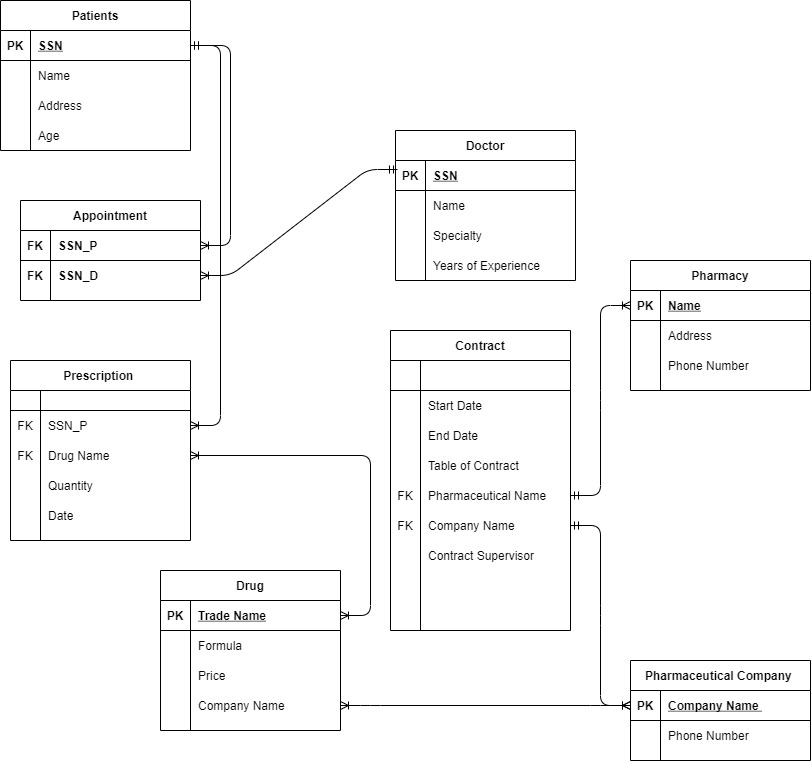 Patients
PK SSN
Name
Address
Age
Doctor
PK SSN
Name
Specialty
Years of Experience
Appointment
FK SSN_P
FK SSN_D
Pharmacy
PK Name
Address
Phone Number
Contract
Start Date
End Date
Table of Contract
FK Pharmaceutical Name
FK Company Name
Contract Supervisor
Prescription
FK SSN_P
FK Drug Name
Quantity
Date
Drug
PK Trade Name
Formula
Price
Company Name
Pharmaceutical Company
PK Company Name
Phone Number